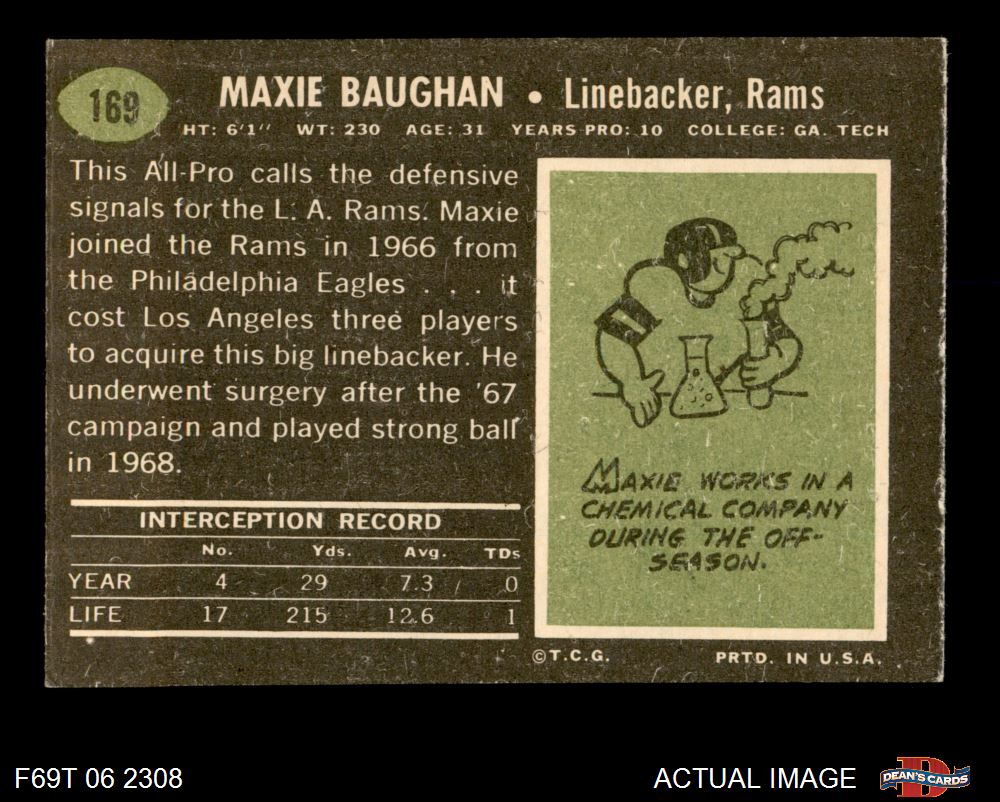 169
MAXIE BAUGHAN • Linebacker, Rams
HT: 6'1" WT: 230 AGE: 31 YEARS PRO: 10 COLLEGE: GA. TECH
This All-Pro calls the defensive
signals for the L. A. Rams. Maxie
joined the Rams in 1966 from
the Philadelphia Eagles . . . it
cost Los Angeles three players
to acquire this big linebacker. He
underwent surgery after the '67
campaign and played strong ball
in 1968.
INTERCEPTION RECORD
No. Yds. Avg. TDs
YEAR 4 29 7.3 0
LIFE 17 215 12.6 1
MAXIE WORKS IN A
CHEMICAL COMPANY
DURING THE OFF-
SEASON.
©T.C.G. PRTD. IN U.S.A.
F69T 06 2308
ACTUAL IMAGE
DEAN'S CARDS